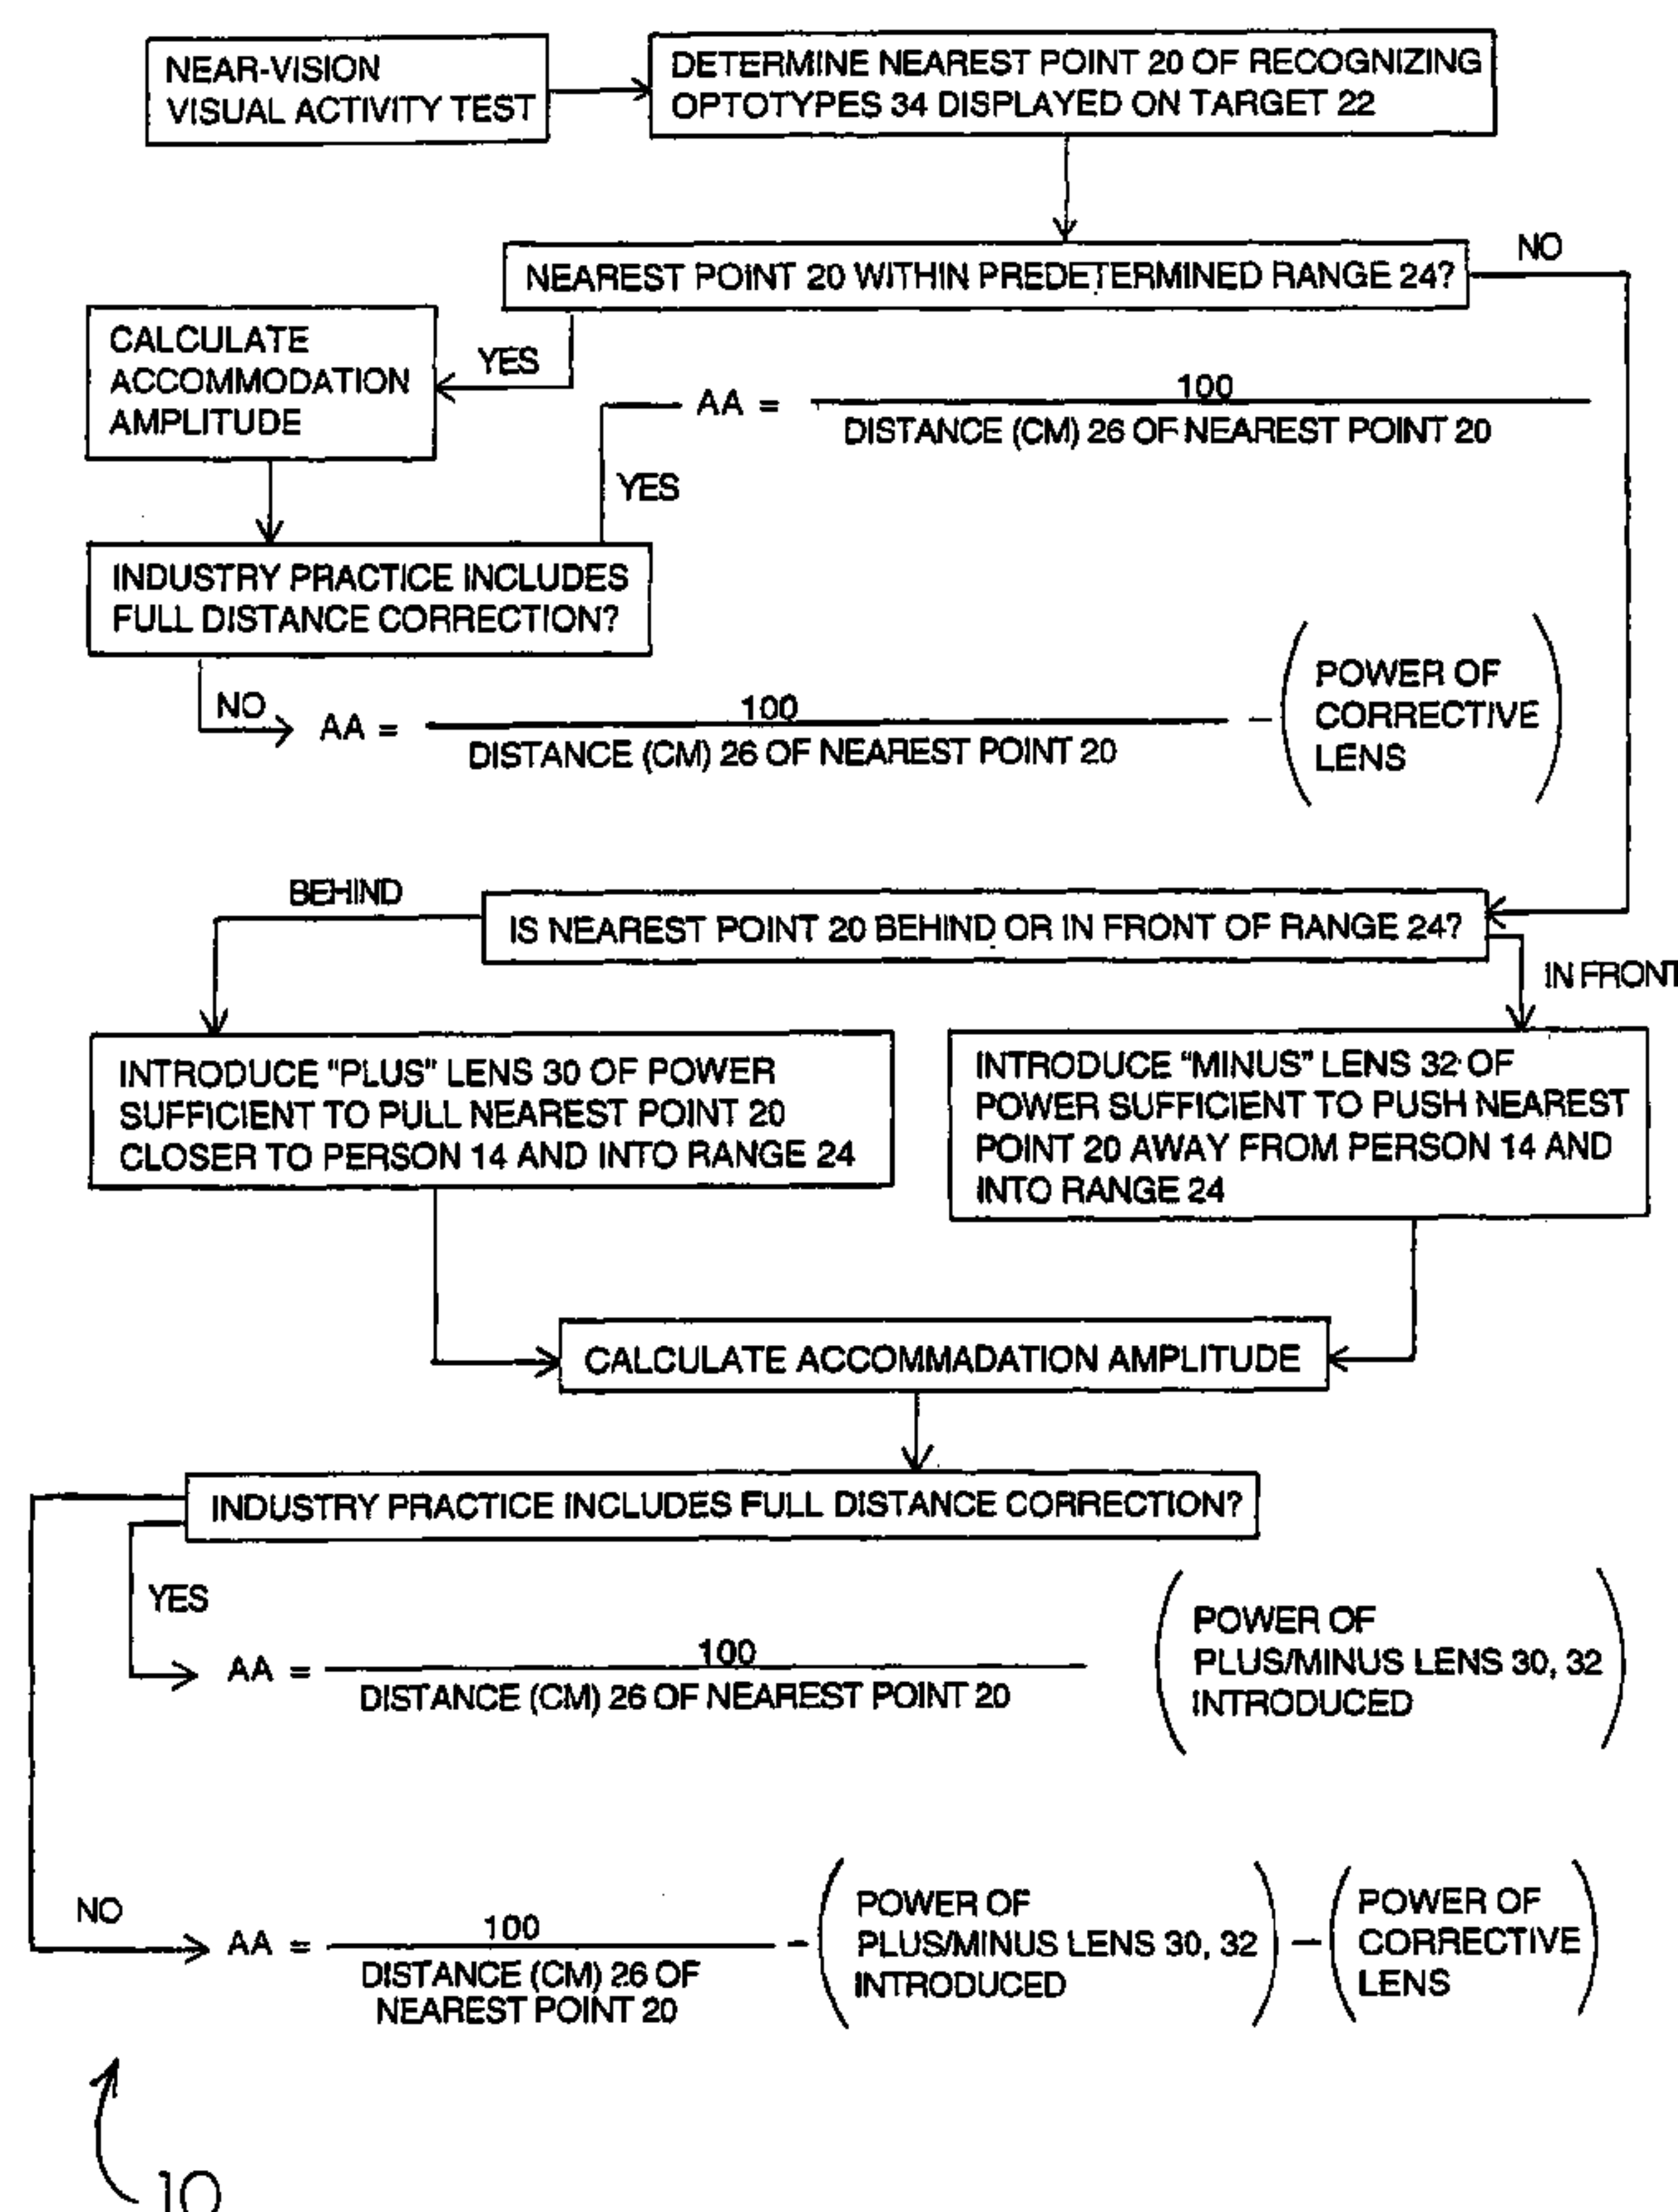 NEAR-VISION
VISUAL ACTIVITY TEST
DETERMINE NEAREST POINT 20 OF RECOGNIZING
OPTOTYPES 34 DISPLAYED ON TARGET 22
NEAREST POINT 20 WITHIN PREDETERMINED RANGE 24?
NO
YES
CALCULATE
ACCOMMODATION
AMPLITUDE
AA = 100
DISTANCE (CM) 26 OF NEAREST POINT 20
YES
INDUSTRY PRACTICE INCLUDES
FULL DISTANCE CORRECTION?
NO
AA = 100
DISTANCE (CM) 26 OF NEAREST POINT 20
−
POWER OF
CORRECTIVE
LENS
BEHIND
IS NEAREST POINT 20 BEHIND OR IN FRONT OF RANGE 24?
IN FRONT
INTRODUCE "PLUS" LENS 30 OF POWER
SUFFICIENT TO PULL NEAREST POINT 20
CLOSER TO PERSON 14 AND INTO RANGE 24
INTRODUCE "MINUS" LENS 32 OF
POWER SUFFICIENT TO PUSH NEAREST
POINT 20 AWAY FROM PERSON 14 AND
INTO RANGE 24
CALCULATE ACCOMMADATION AMPLITUDE
INDUSTRY PRACTICE INCLUDES FULL DISTANCE CORRECTION?
YES
AA = 100
DISTANCE (CM) 26 OF NEAREST POINT 20
POWER OF
PLUS/MINUS LENS 30, 32
INTRODUCED
NO
AA = 100
DISTANCE (CM) 26 OF
NEAREST POINT 20
−
POWER OF
PLUS/MINUS LENS 30, 32
INTRODUCED
−
POWER OF
CORRECTIVE
LENS
10